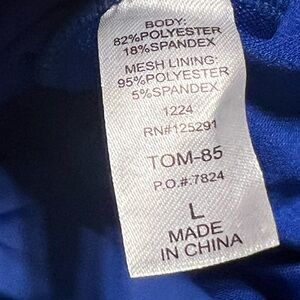 BODY:
82%POLYESTER
18%SPANDEX
MESH LINING:
95%POLYESTER
5%SPANDEX
1224
RN#125291
TOM-85
P.O.#:7824
L
MADE
IN CHINA